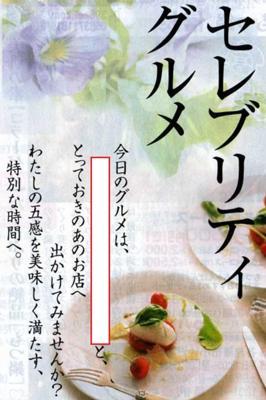 セレブリティ
グルメ
今日のグルメは、
と、
とっておきのあのお店へ
出かけてみませんか?
わたしの五感を美味しく満たす、
特別な時間へ。